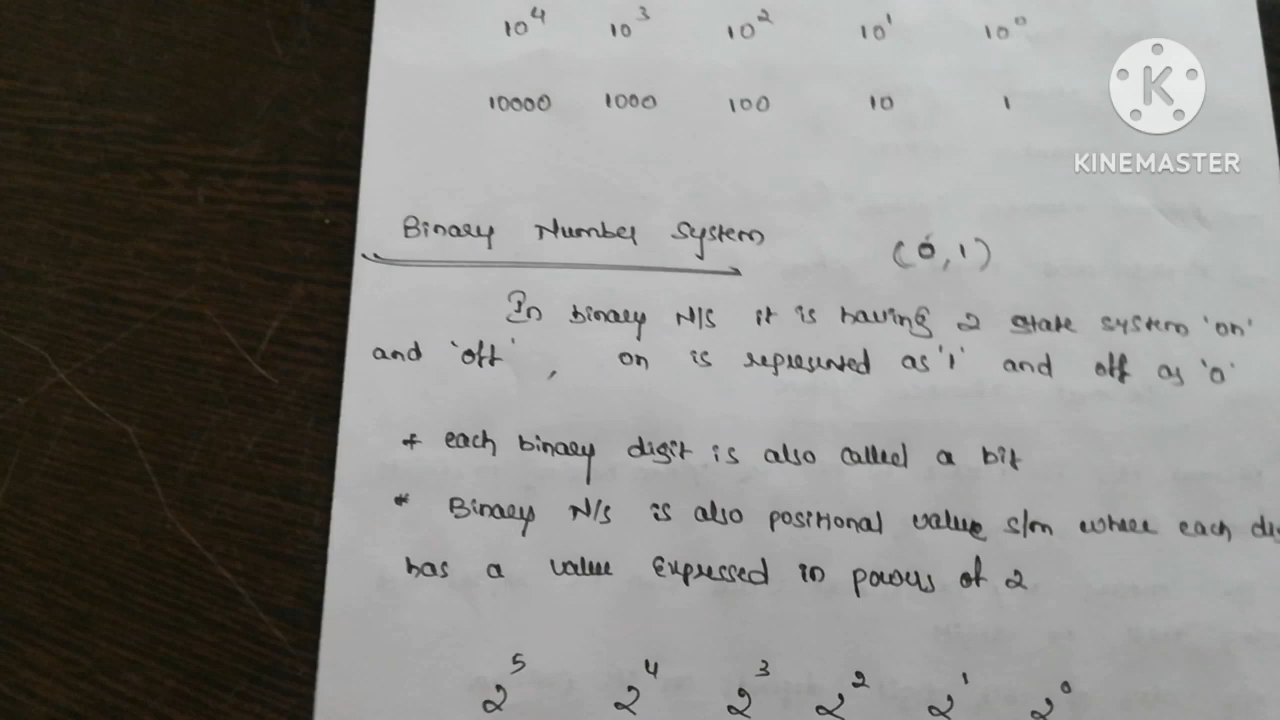 10⁴ 10³ 10² 10¹ 10⁰
10000 1000 100 10 1
KINEMASTER
Binary Number System (0,1)
In binary N/S it is having 2 state system 'on'
and 'off', on is represented as '1' and off as '0'
* each binary digit is also called a bit
* Binary N/S is also positional value s/m where each di
has a value Expressed in powers of 2
2⁵ 2⁴ 2³ 2² 2¹ 2⁰